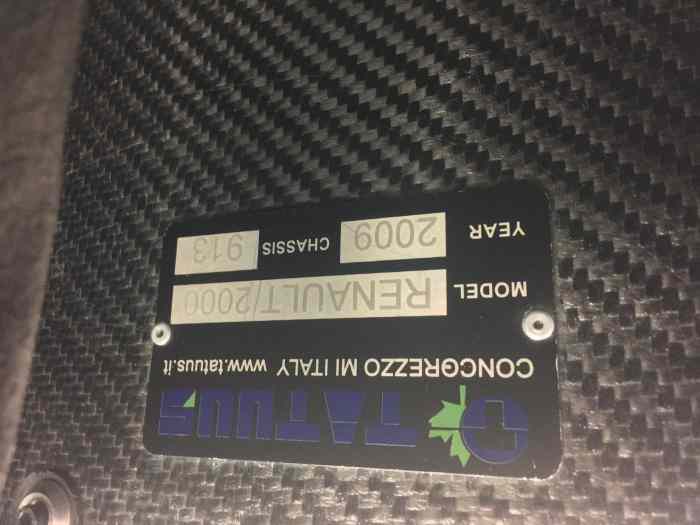 TATUUS
CONCOREZZO MI ITALY www.tatuus.it
MODEL RENAULT/2000
YEAR 2009 CHASSIS 913